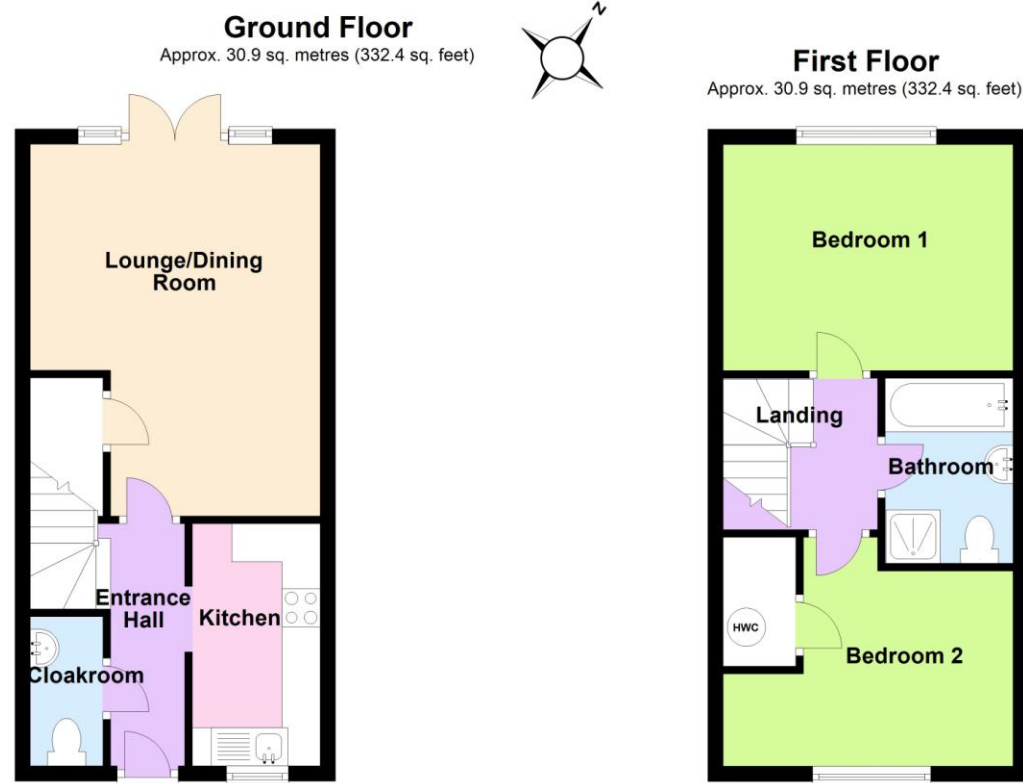 Ground Floor
Approx. 30.9 sq. metres (332.4 sq. feet)
Lounge/Dining
Room
Entrance
Hall
Kitchen
Cloakroom
N
First Floor
Approx. 30.9 sq. metres (332.4 sq. feet)
Bedroom 1
Landing
Bathroom
HWC
Bedroom 2